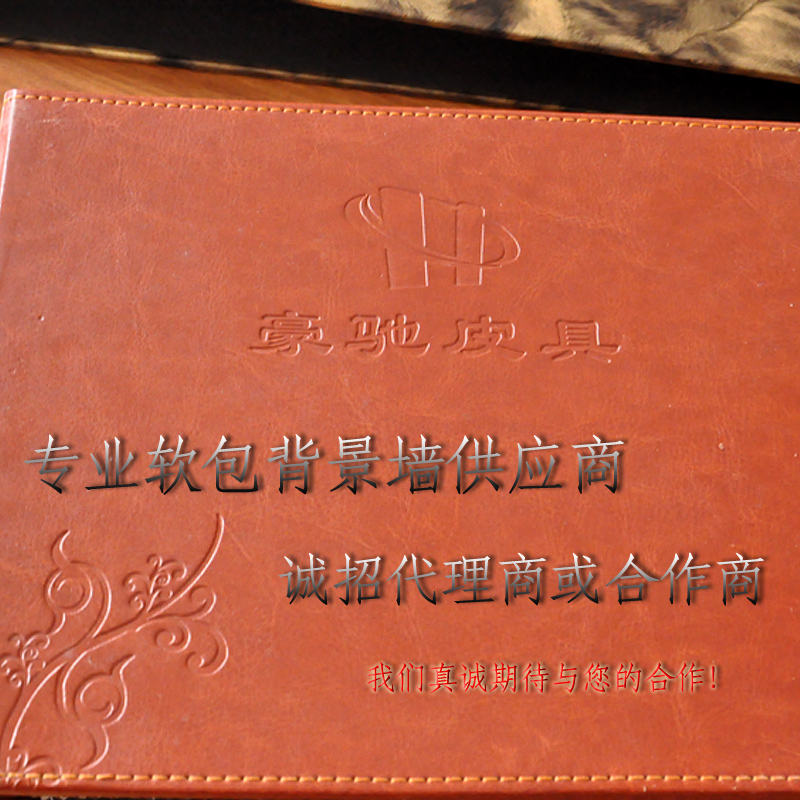 豪驰皮具
专业软包背景墙供应商
诚招代理商或合作商
我们真诚期待与您的合作!